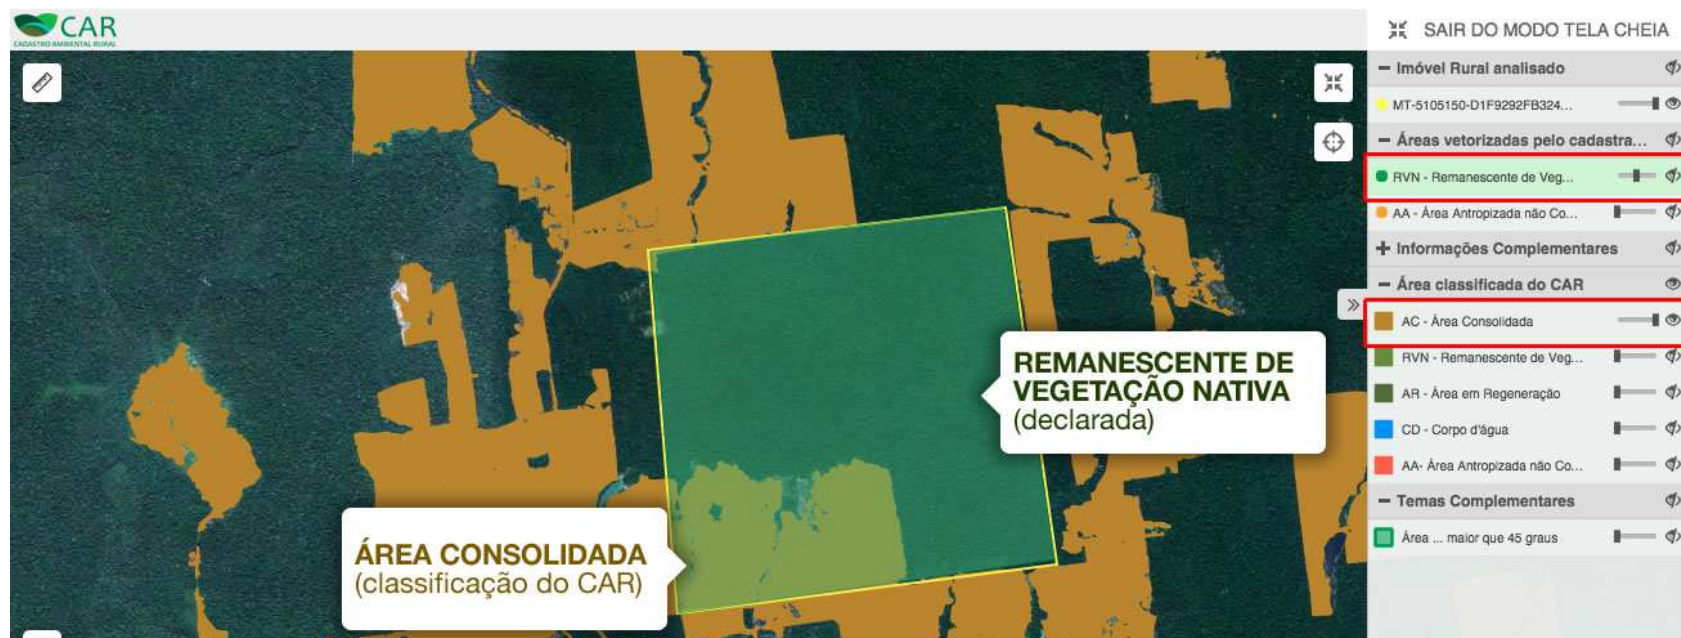 CAR
CADASTRO AMBIENTAL RURAL
SAIR DO MODO TELA CHEIA
Imóvel Rural analisado
MT-5105150-D1F9292FB324...
Áreas vetorizadas pelo cadastra...
RVN - Remanescente de Veg...
AA - Área Antropizada não Co...
Informações Complementares
Área classificada do CAR
AC - Área Consolidada
RVN - Remanescente de Veg...
AR - Área em Regeneração
CD - Corpo d'água
AA- Área Antropizada não Co...
Temas Complementares
Área ... maior que 45 graus
REMANESCENTE DE
VEGETAÇÃO NATIVA
(declarada)
ÁREA CONSOLIDADA
(classificação do CAR)